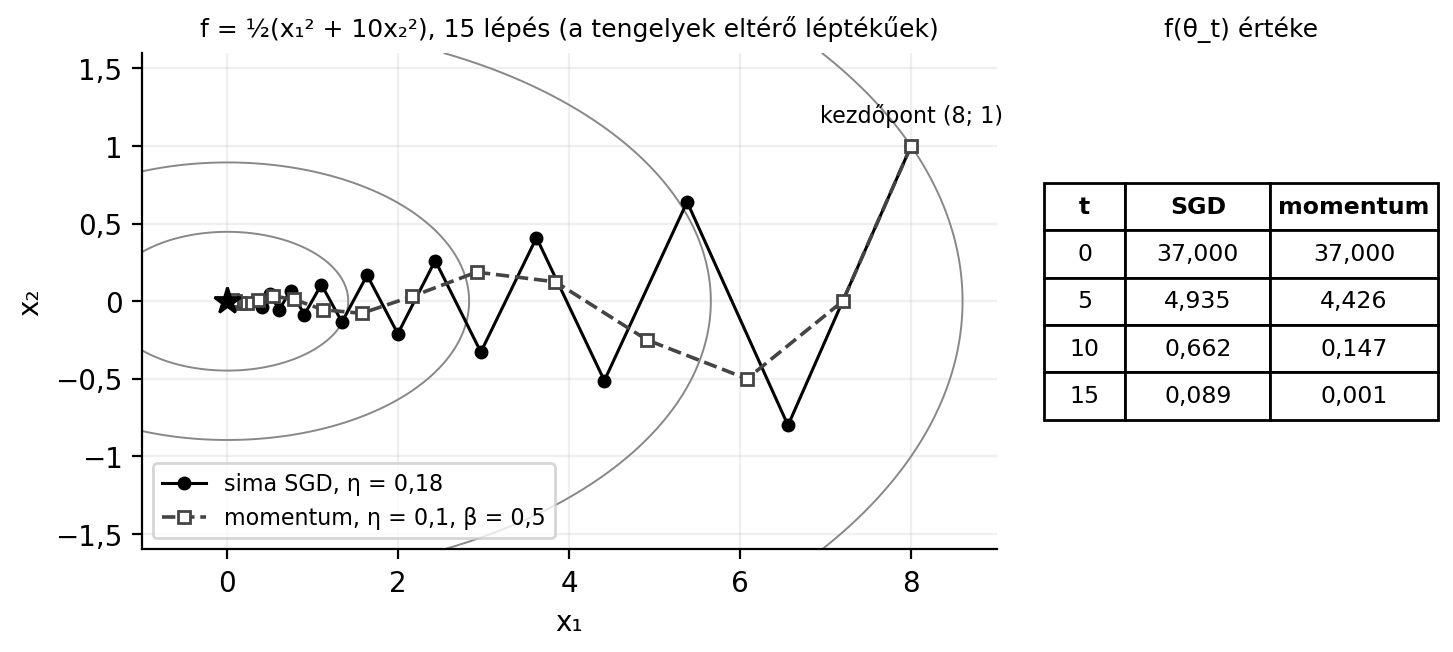 f = ½(x₁² + 10x₂²), 15 lépés (a tengelyek eltérő léptékűek)
1,5
1
0,5
0
−0,5
−1
−1,5
x₂
kezdőpont (8; 1)
sima SGD, η = 0,18
momentum, η = 0,1, β = 0,5
0 2 4 6 8
x₁
f(θ_t) értéke
t SGD momentum
0 37,000 37,000
5 4,935 4,426
10 0,662 0,147
15 0,089 0,001